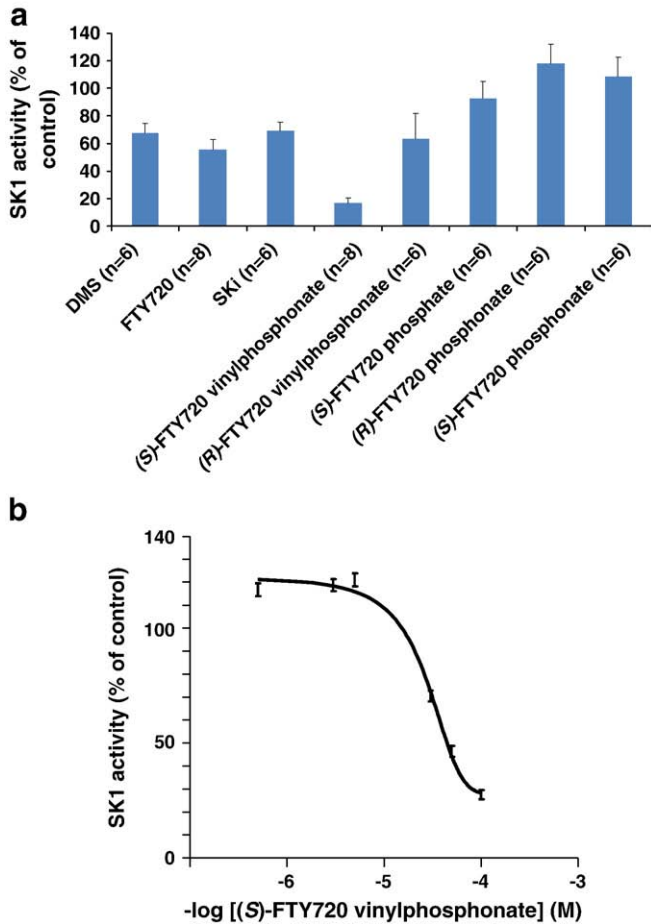 a
SK1 activity (% of
control)
140
120
100
80
60
40
20
0
DMS (n=6)
FTY720 (n=8)
SKi (n=6)
(S)-FTY720 vinylphosphonate (n=8)
(R)-FTY720 vinylphosphonate (n=6)
(S)-FTY720 phosphate (n=6)
(R)-FTY720 phosphonate (n=6)
(S)-FTY720 phosphonate (n=6)
b
SK1 activity (% of control)
140
100
50
0
-6
-5
-4
-3
-log [(S)-FTY720 vinylphosphonate] (M)